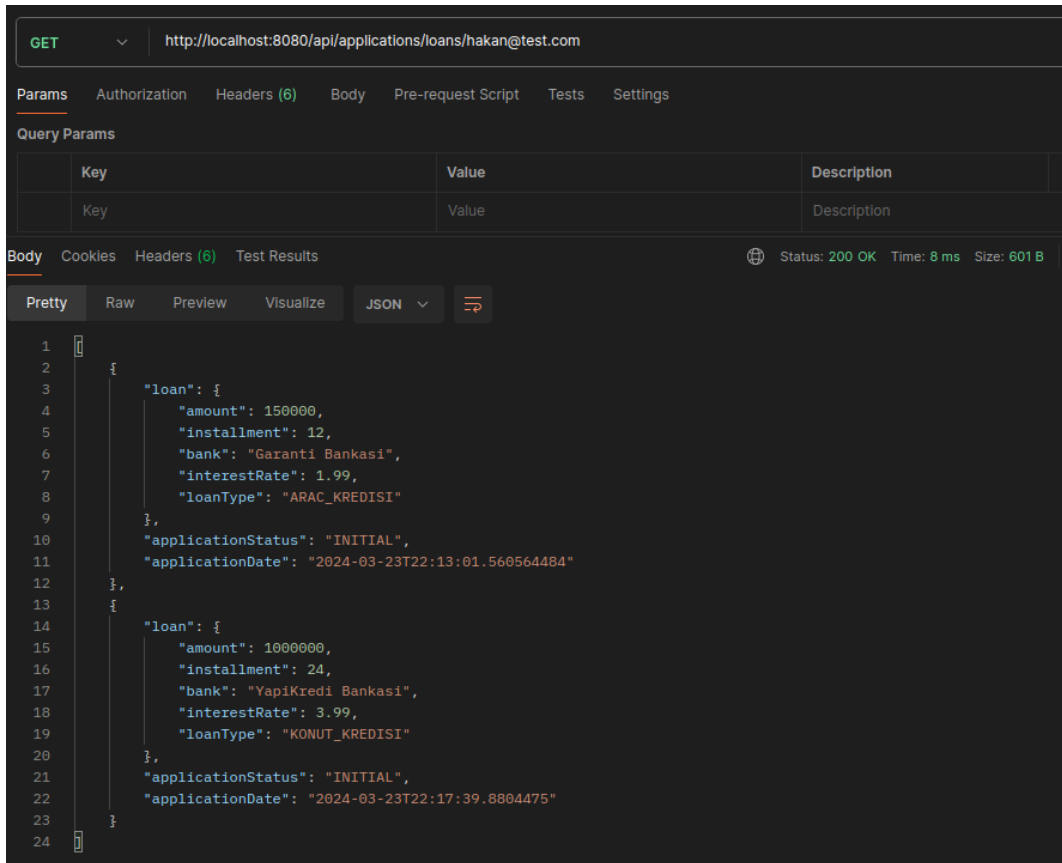 GET http://localhost:8080/api/applications/loans/hakan@test.com
Params Authorization Headers (6) Body Pre-request Script Tests Settings
Query Params
Key Value Description
Key Value Description
Body Cookies Headers (6) Test Results Status: 200 OK Time: 8 ms Size: 601 B
Pretty Raw Preview Visualize JSON
1 [
2 {
3 "loan": {
4 "amount": 150000,
5 "installment": 12,
6 "bank": "Garanti Bankasi",
7 "interestRate": 1.99,
8 "loanType": "ARAC_KREDISI"
9 },
10 "applicationStatus": "INITIAL",
11 "applicationDate": "2024-03-23T22:13:01.560564484"
12 },
13 {
14 "loan": {
15 "amount": 1000000,
16 "installment": 24,
17 "bank": "YapiKredi Bankasi",
18 "interestRate": 3.99,
19 "loanType": "KONUT_KREDISI"
20 },
21 "applicationStatus": "INITIAL",
22 "applicationDate": "2024-03-23T22:17:39.8804475"
23 }
24 ]